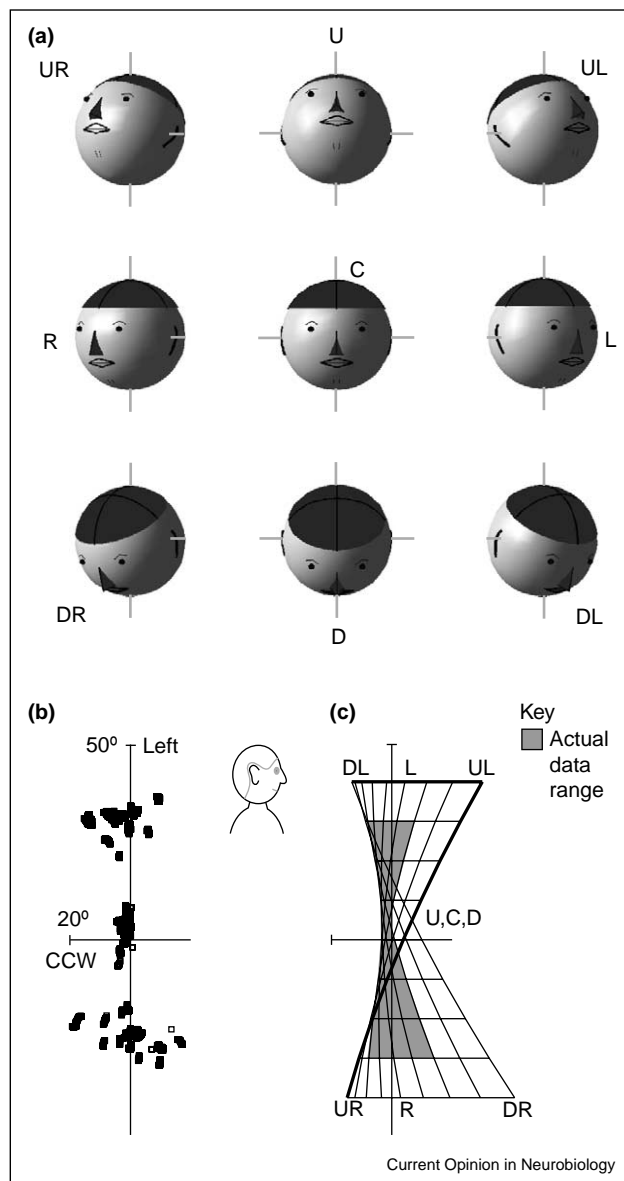 (a)
U
UR
UL
C
R
L
DR
D
DL
(b)
50º Left
20º
CCW
(c)
Key
Actual
data
range
DL L UL
U,C,D
UR R DR
Current Opinion in Neurobiology